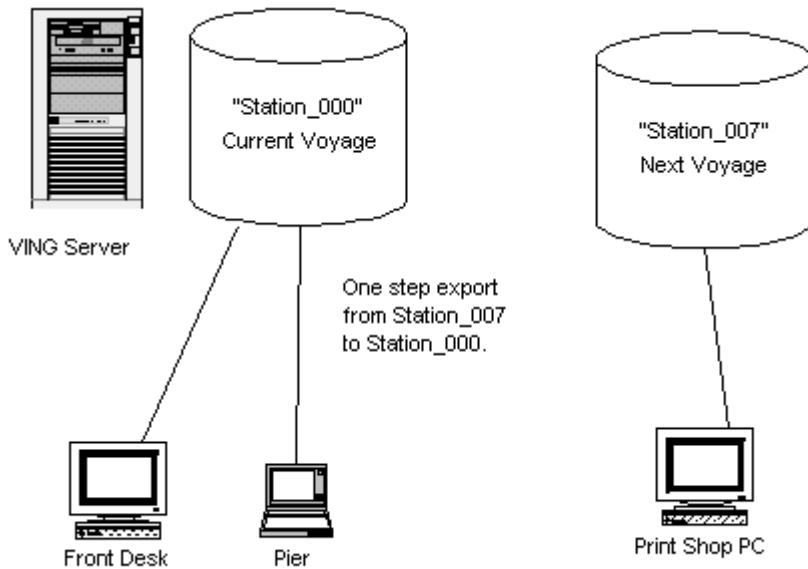 "Station_000"
Current Voyage
"Station_007"
Next Voyage
VING Server
One step export
from Station_007
to Station_000.
Front Desk
Pier
Print Shop PC